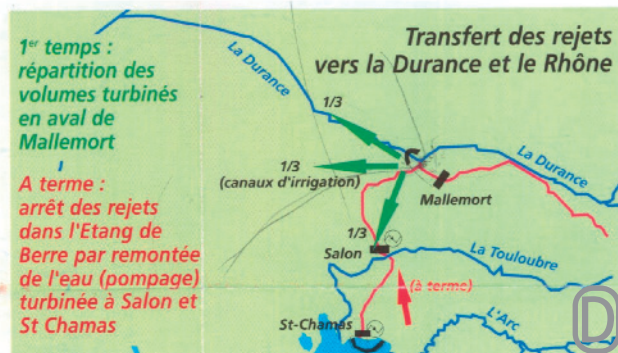 Transfert des rejets
vers la Durance et le Rhône
1er temps :
répartition des
volumes turbinés
en aval de
Mallemort
A terme :
arrêt des rejets
dans l'Etang de
Berre par remontée
de l'eau (pompage)
turbinée à Salon et
St Chamas
La Durance
1/3
1/3
(canaux d'irrigation)
La Durance
Mallemort
1/3
Salon
La Touloubre
(à terme)
St-Chamas
L'Arc
D